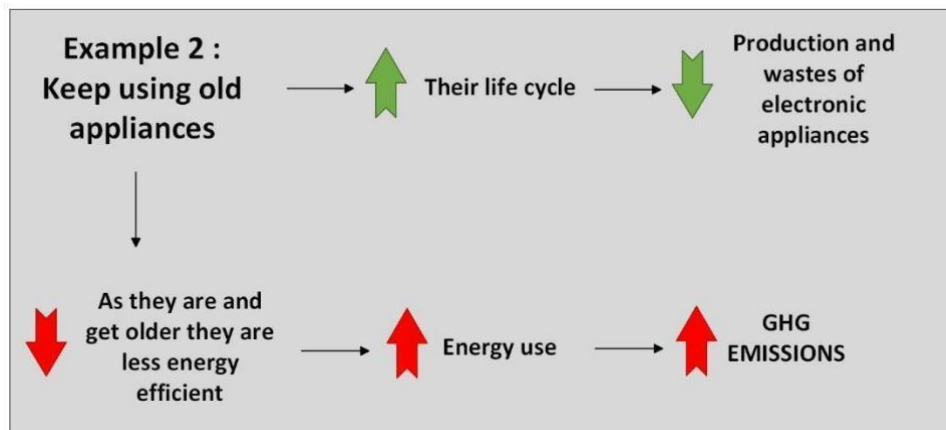 Example 2 :
Keep using old
appliances
Their life cycle
Production and
wastes of
electronic
appliances
As they are and
get older they are
less energy
efficient
Energy use
GHG
EMISSIONS